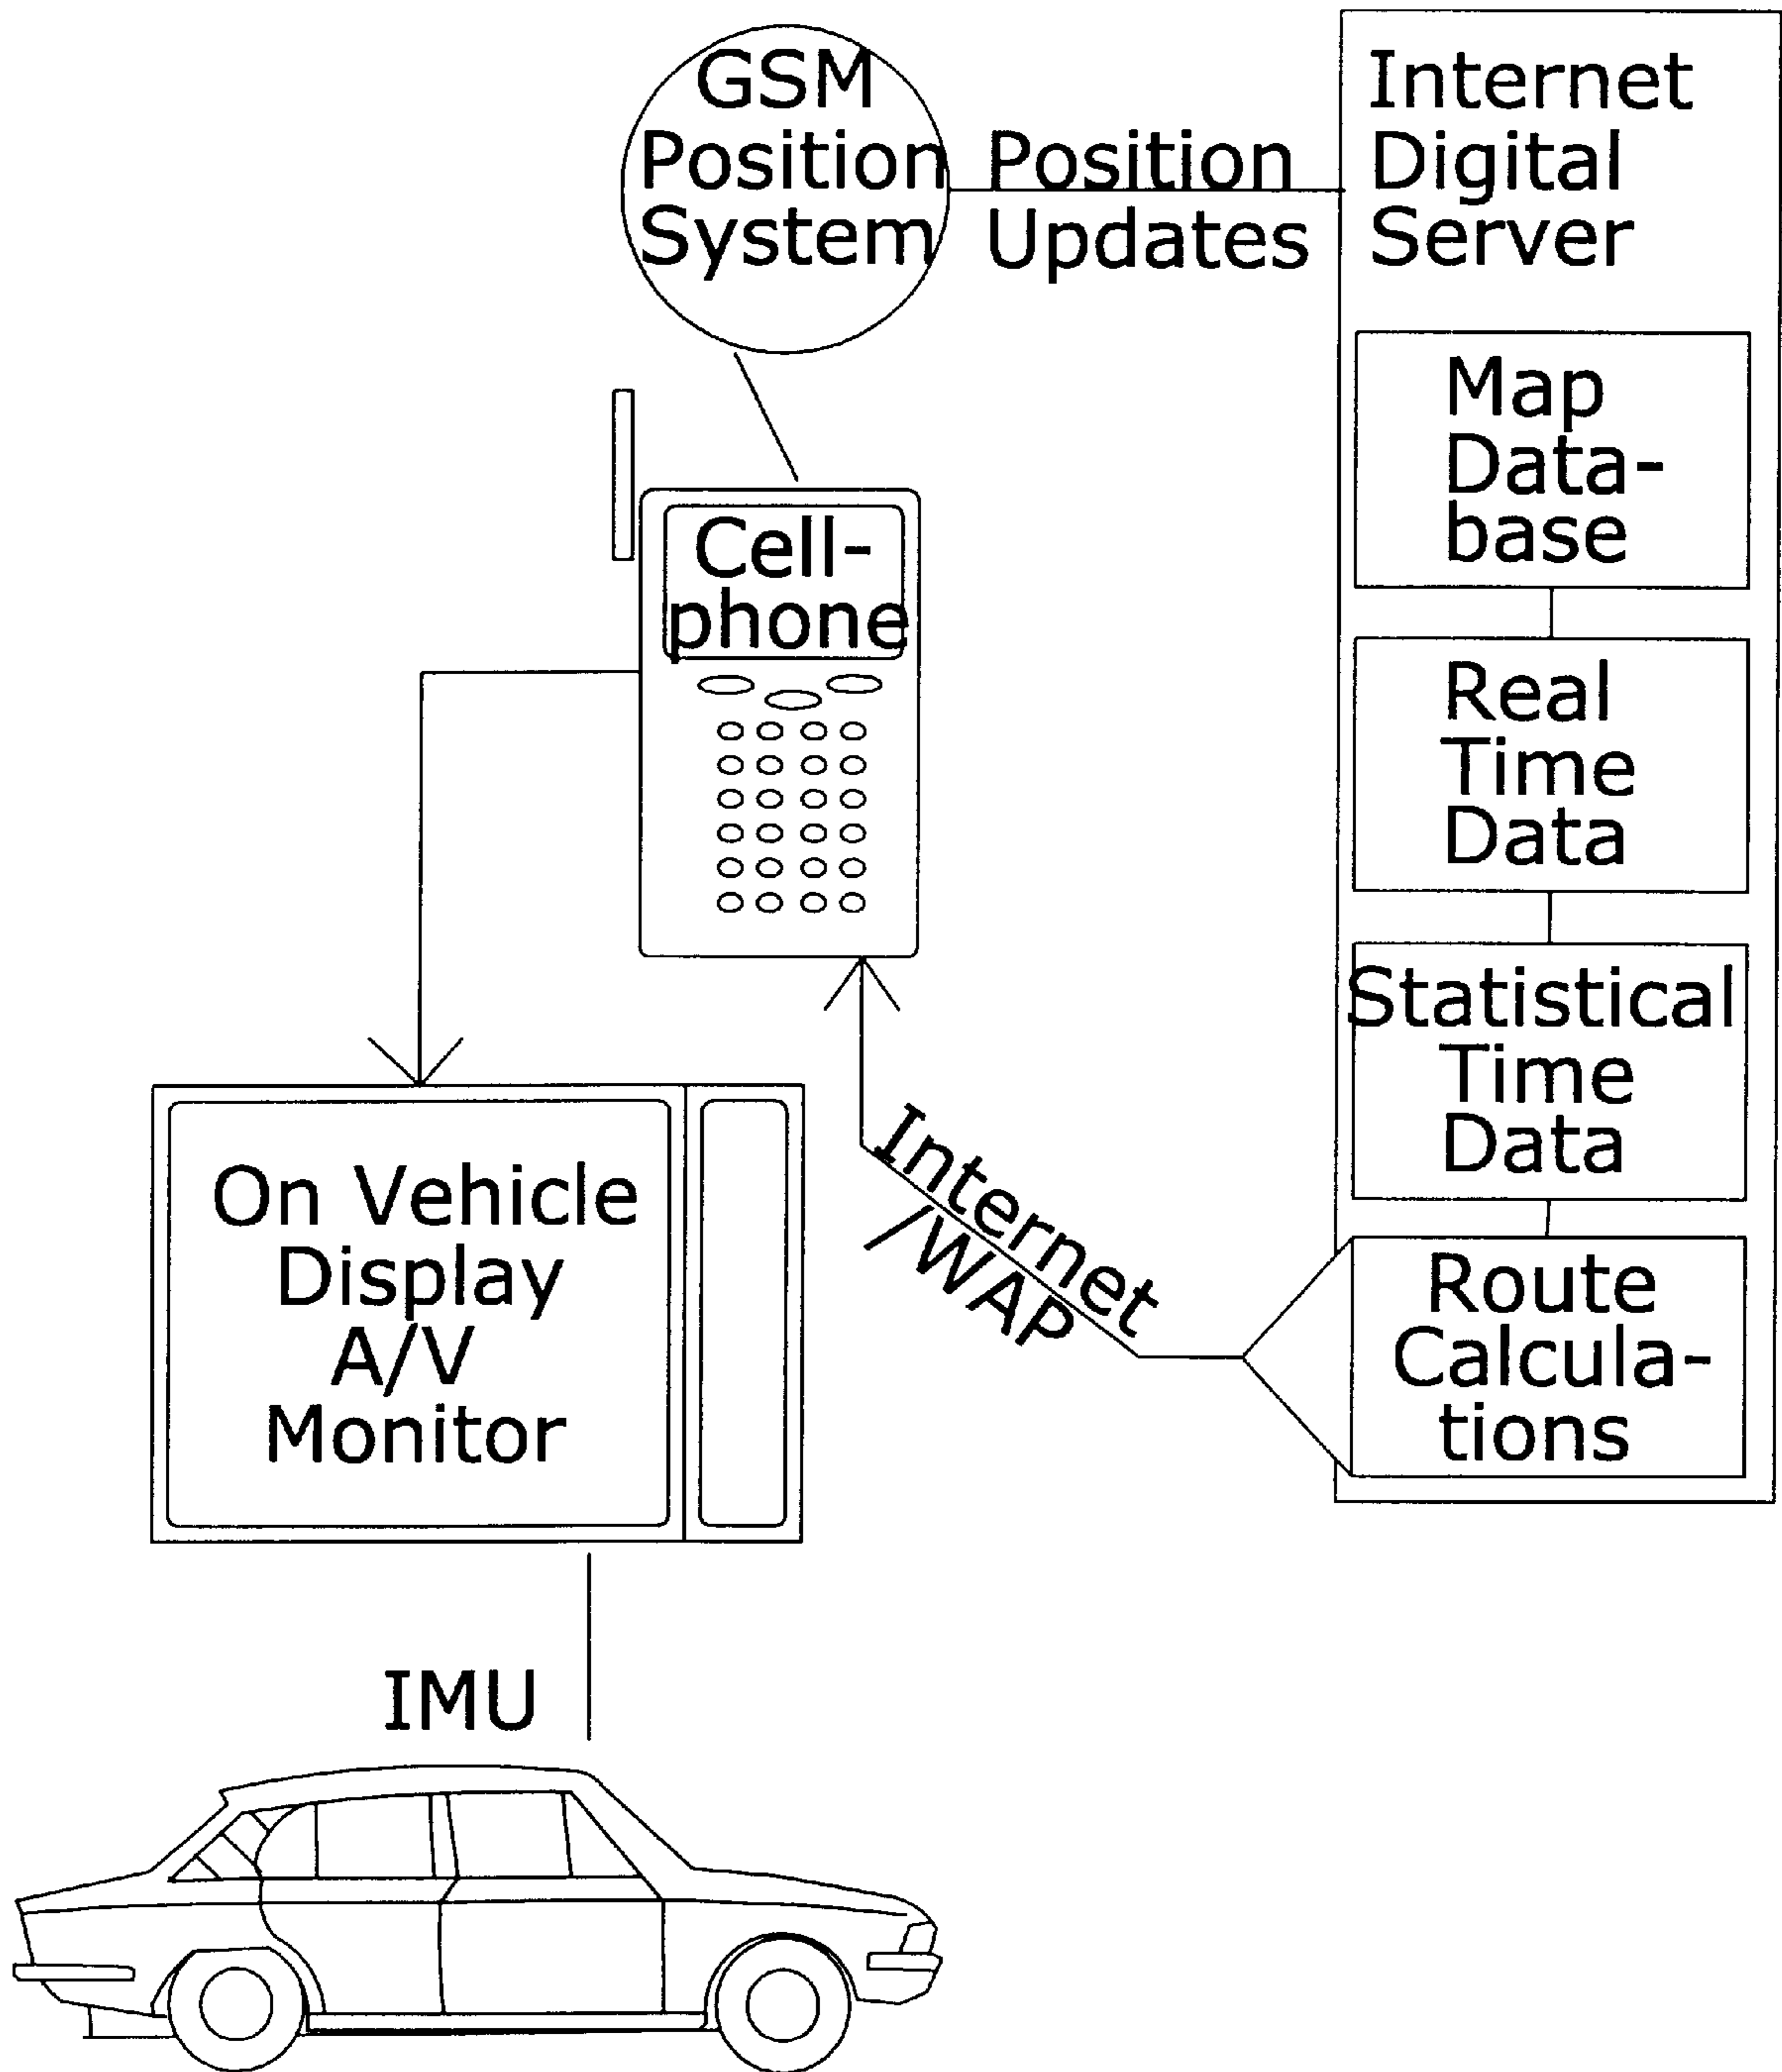 GSM
Position
System
Position
Updates
Internet
Digital
Server
Map
Data-
base
Real
Time
Data
Statistical
Time
Data
Route
Calcula-
tions
Cell-
phone
Internet
/WAP
On Vehicle
Display
A/V
Monitor
IMU